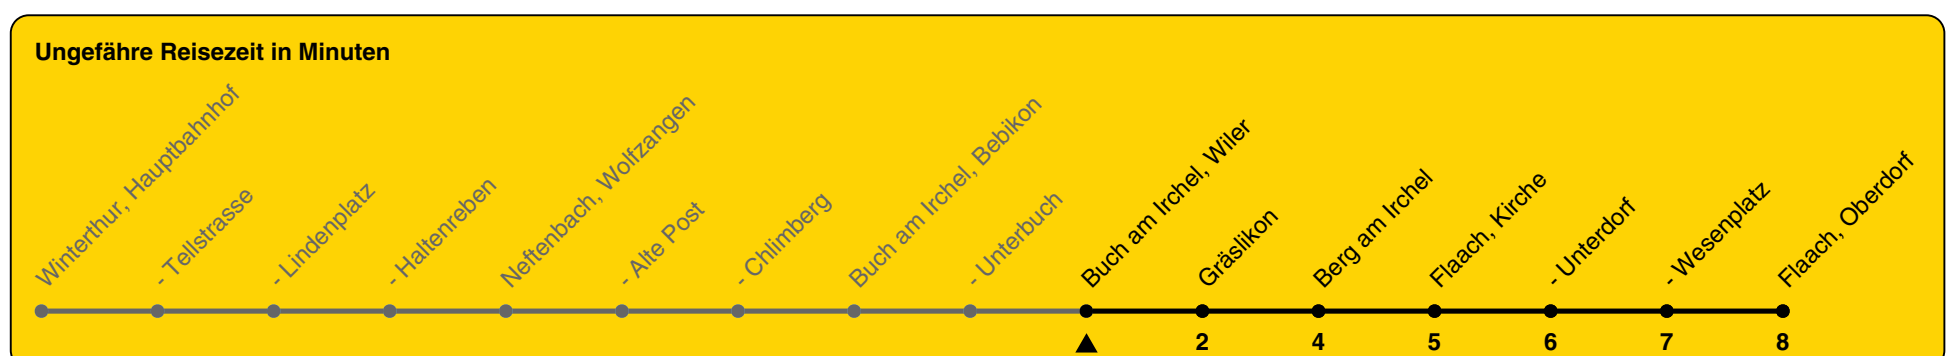 Ungefähre Reisezeit in Minuten
Winterthur, Hauptbahnhof
- Tellstrasse
- Lindenplatz
- Haltenreben
Neftenbach, Wolfzangen
- Alte Post
- Chlimberg
Buch am Irchel, Bebikon
- Unterbuch
Buch am Irchel, Wiler
Gräslikon
Berg am Irchel
Flaach, Kirche
- Unterdorf
- Wesenplatz
Flaach, Oberdorf
2 4 5 6 7 8